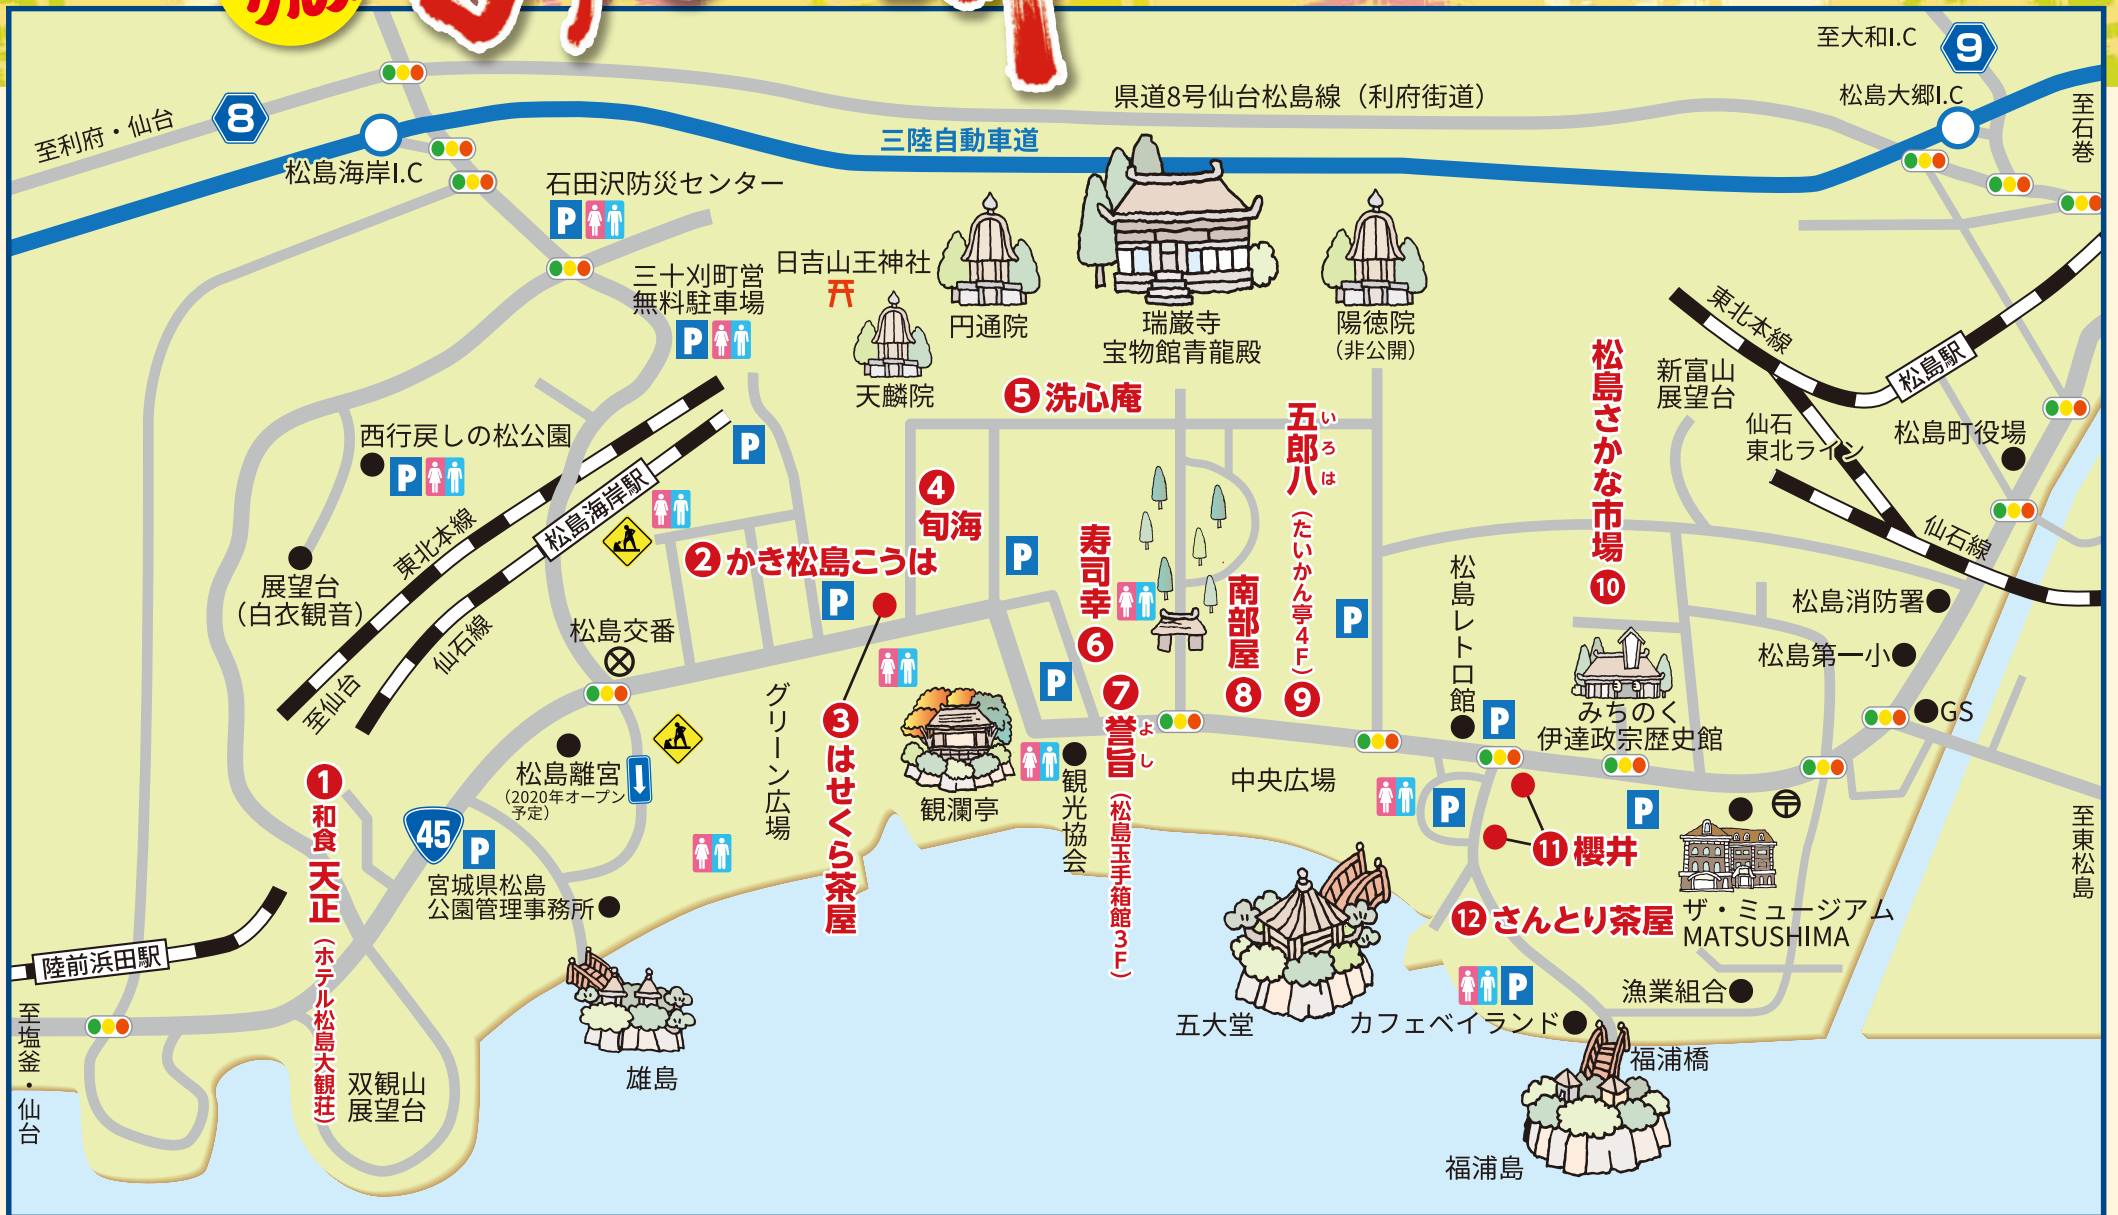 至大和I.C
9
県道8号仙台松島線（利府街道）
松島大郷I.C
至石巻
8
至利府・仙台
三陸自動車道
松島海岸I.C
石田沢防災センター
P
三十刈町営
無料駐車場
P
日吉山王神社
円通院
瑞巌寺
宝物館青龍殿
陽徳院
（非公開）
天麟院
東北本線
松島駅
新富山
展望台
仙石
東北ライン
松島町役場
仙石線
❺洗心庵
五郎八
いろは
（たいかん亭4F）
❾
松島さかな市場
❿
西行戻しの松公園
P
P
東北本線
松島海岸駅
仙石線
至仙台
展望台
（白衣観音）
❹
旬海
❷かき松島こうは
P
P
寿司幸
❻
南部屋
❽
P
松島レトロ館
P
松島消防署
松島第一小
GS
みちのく
伊達政宗歴史館
松島交番
P
❼
誉旨
よし
（松島玉手箱館3F）
❸
はせくら茶屋
グリーン広場
観瀾亭
観光協会
中央広場
P
P
〒
至東松島
松島離宮
（2020年オープン
予定）
❶
和食 天正
（ホテル松島大観荘）
45
P
宮城県松島
公園管理事務所
⓫櫻井
⓬さんとり茶屋
ザ・ミュージアム
MATSUSHIMA
陸前浜田駅
至塩釜・仙台
漁業組合
P
五大堂
カフェベイランド
福浦橋
雄島
双観山
展望台
福浦島